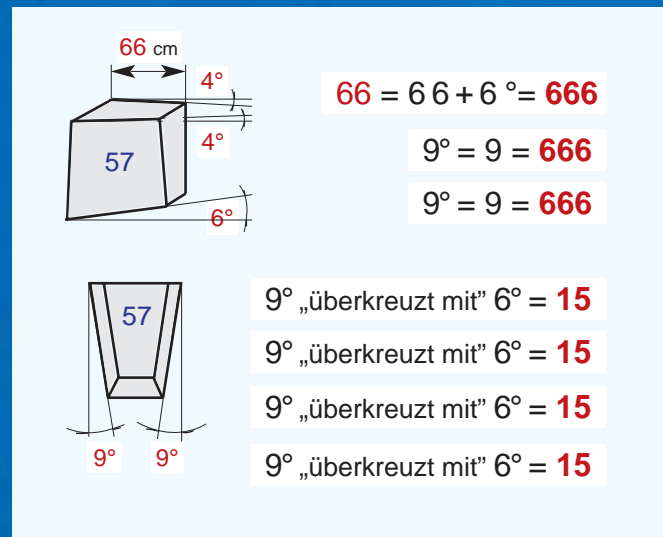 66 cm
4°
66 = 6 6 + 6 °= 666
4°
57
9° = 9 = 666
9° = 9 = 666
6°
57
9° „überkreuzt mit” 6° = 15
9° „überkreuzt mit” 6° = 15
9° „überkreuzt mit” 6° = 15
9° 9°
9° „überkreuzt mit” 6° = 15